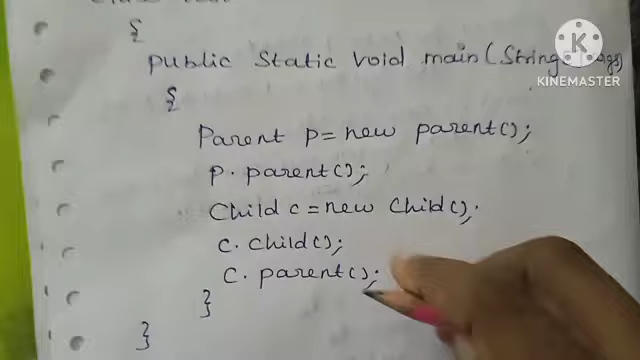 {
public Static void main(String
KINEMASTER
{
Parent p=new parent();
p.parent();
Child c=new child();
c.child();
c.parent();
}
}